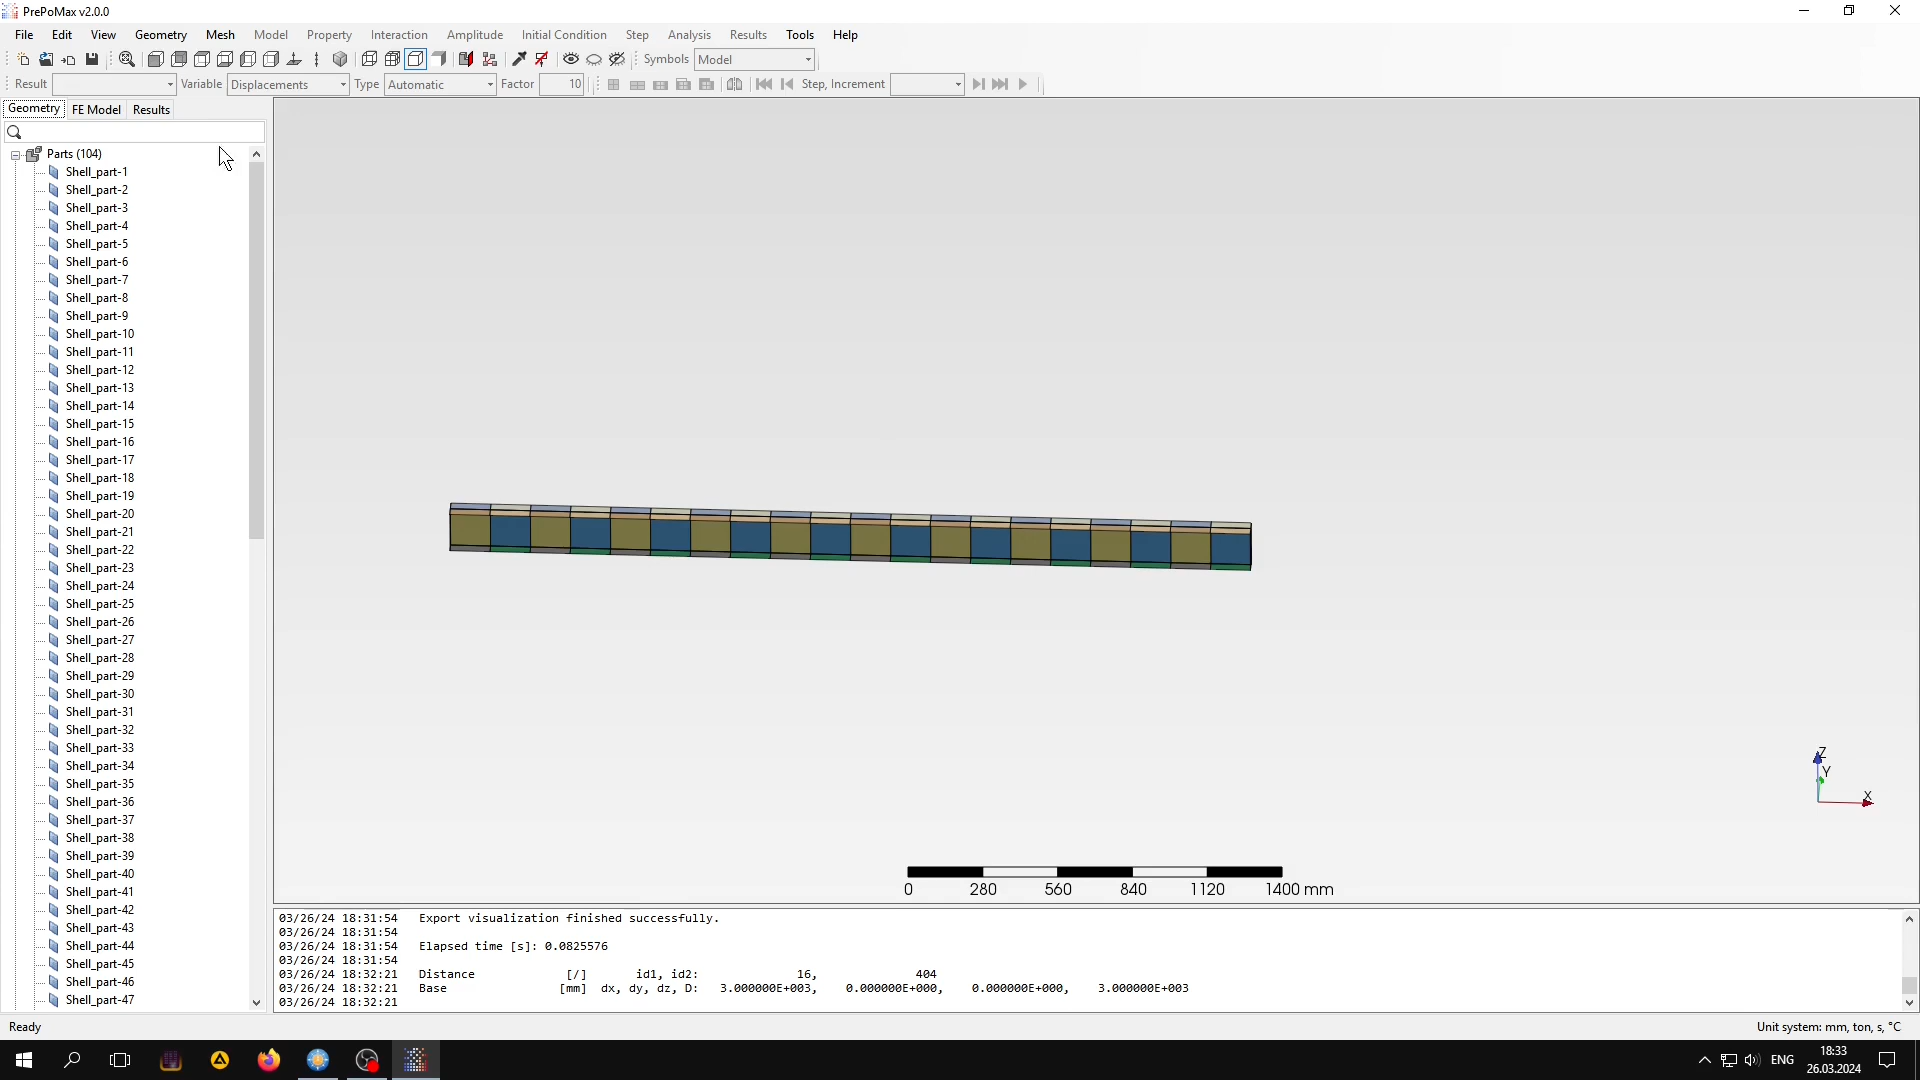 PrePoMax v2.0.0
File Edit View Geometry Mesh Model Property Interaction Amplitude Initial Condition Step Analysis Results Tools Help
Symbols Model
Result Variable Displacements Type Automatic Factor 10 Step, Increment
Geometry FE Model Results
Parts (104)
Shell_part-1
Shell_part-2
Shell_part-3
Shell_part-4
Shell_part-5
Shell_part-6
Shell_part-7
Shell_part-8
Shell_part-9
Shell_part-10
Shell_part-11
Shell_part-12
Shell_part-13
Shell_part-14
Shell_part-15
Shell_part-16
Shell_part-17
Shell_part-18
Shell_part-19
Shell_part-20
Shell_part-21
Shell_part-22
Shell_part-23
Shell_part-24
Shell_part-25
Shell_part-26
Shell_part-27
Shell_part-28
Shell_part-29
Shell_part-30
Shell_part-31
Shell_part-32
Shell_part-33
Shell_part-34
Shell_part-35
Shell_part-36
Shell_part-37
Shell_part-38
Shell_part-39
Shell_part-40
Shell_part-41
Shell_part-42
Shell_part-43
Shell_part-44
Shell_part-45
Shell_part-46
Shell_part-47
Z
Y
X
0 280 560 840 1120 1400 mm
03/26/24 18:31:54 Export visualization finished successfully.
03/26/24 18:31:54
03/26/24 18:31:54 Elapsed time [s]: 0.0825576
03/26/24 18:31:54
03/26/24 18:32:21 Distance [/] id1, id2: 16, 404
03/26/24 18:32:21 Base [mm] dx, dy, dz, D: 3.000000E+003, 0.000000E+000, 0.000000E+000, 3.000000E+003
03/26/24 18:32:21
Ready
Unit system: mm, ton, s, °C
ENG
18:33
26.03.2024